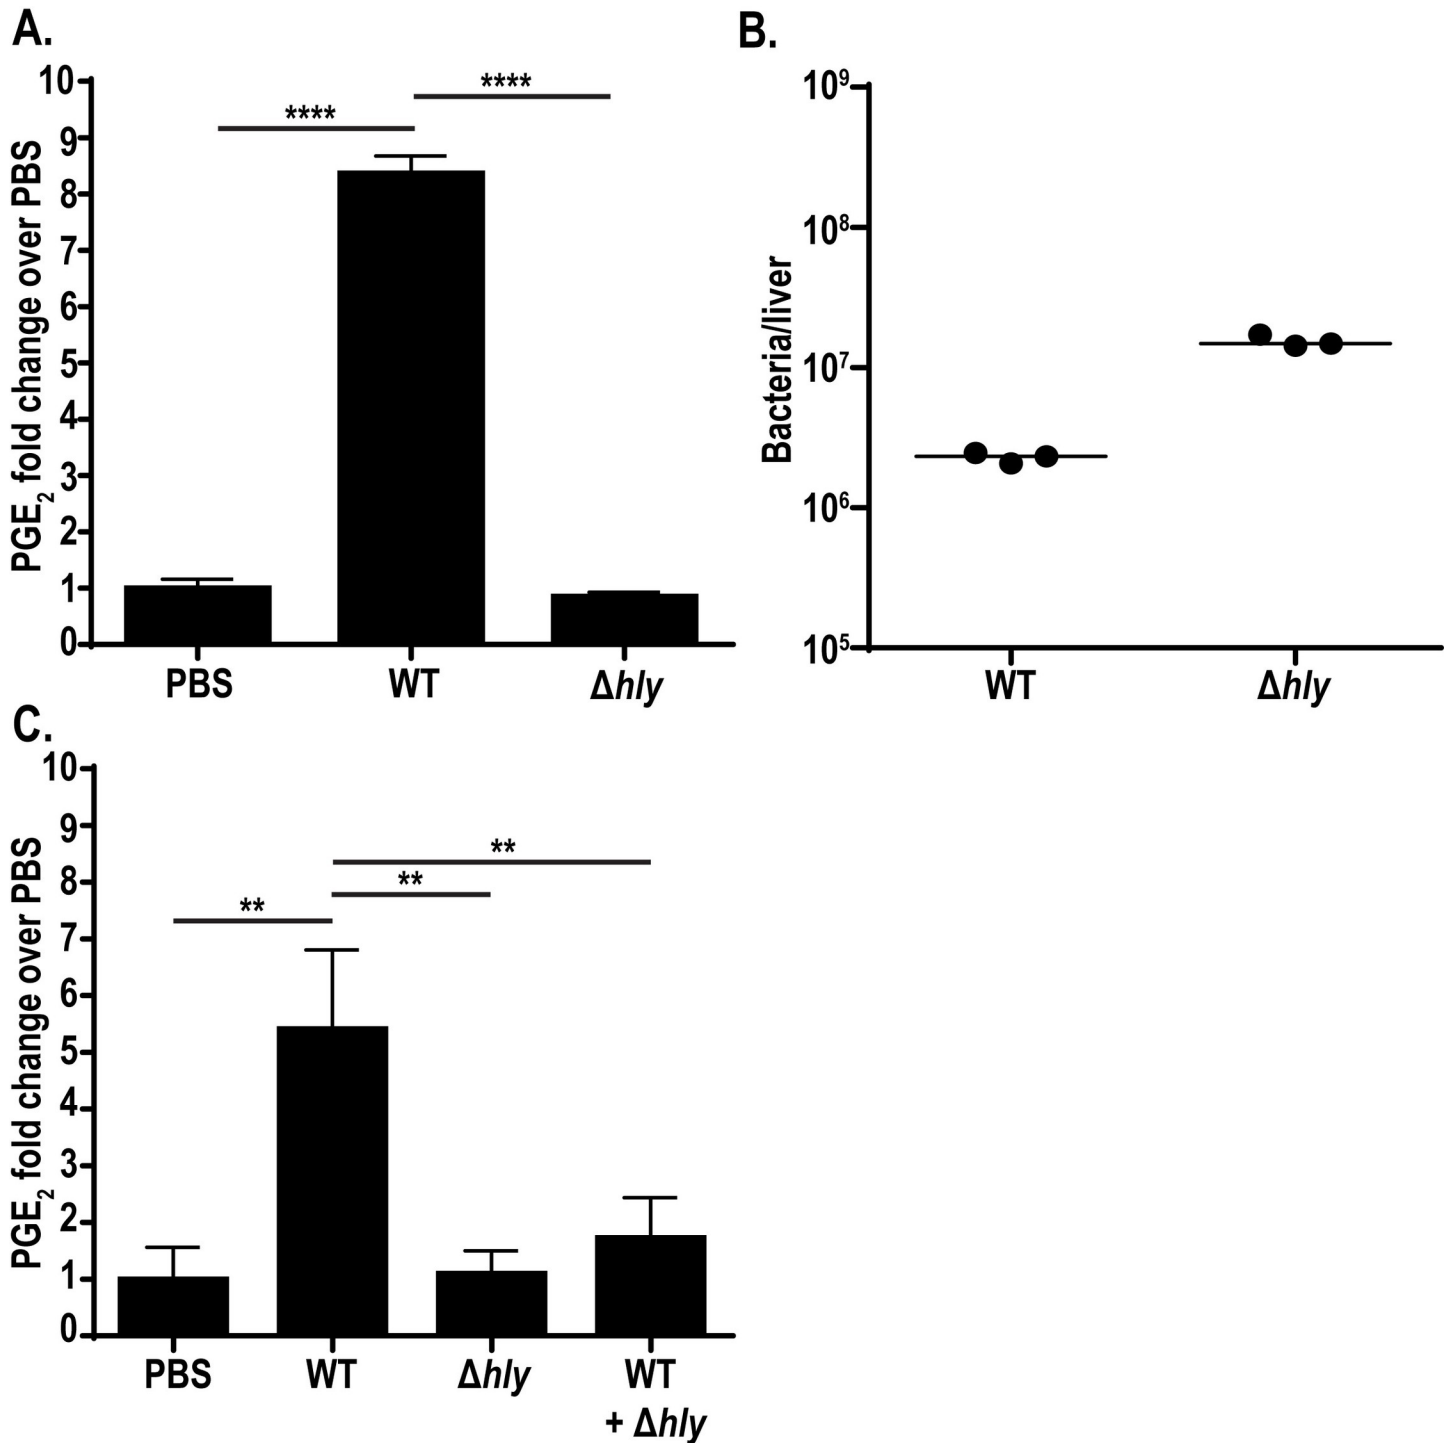 A.
PGE₂ fold change over PBS
10
9
8
7
6
5
4
3
2
1
0
****
****
PBS
WT
Δhly
B.
Bacteria/liver
10⁹
10⁸
10⁷
10⁶
10⁵
WT
Δhly
C.
PGE₂ fold change over PBS
10
9
8
7
6
5
4
3
2
1
0
**
**
**
PBS
WT
Δhly
WT
+ Δhly